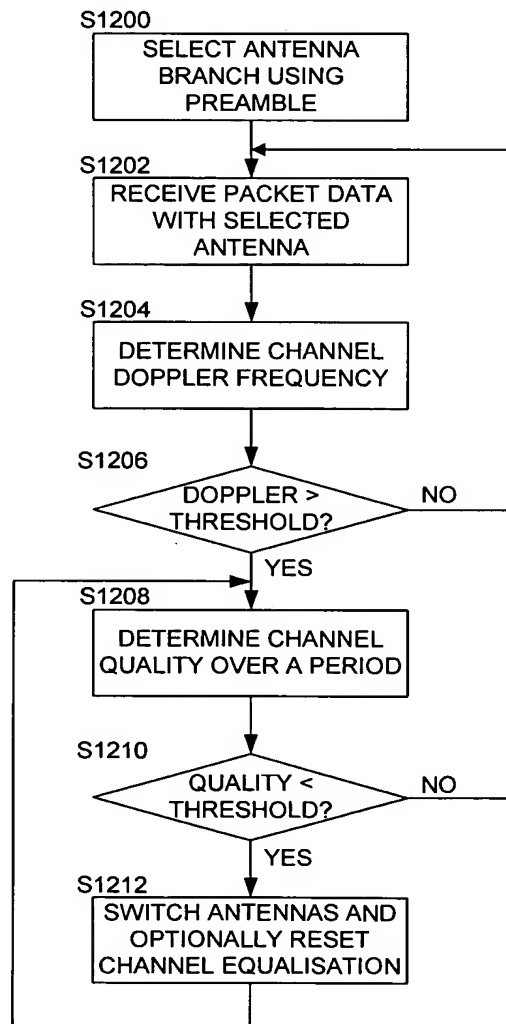 S1200
SELECT ANTENNA
BRANCH USING
PREAMBLE
S1202
RECEIVE PACKET DATA
WITH SELECTED
ANTENNA
S1204
DETERMINE CHANNEL
DOPPLER FREQUENCY
S1206
DOPPLER >
THRESHOLD?
NO
YES
S1208
DETERMINE CHANNEL
QUALITY OVER A PERIOD
S1210
QUALITY <
THRESHOLD?
NO
YES
S1212
SWITCH ANTENNAS AND
OPTIONALLY RESET
CHANNEL EQUALISATION